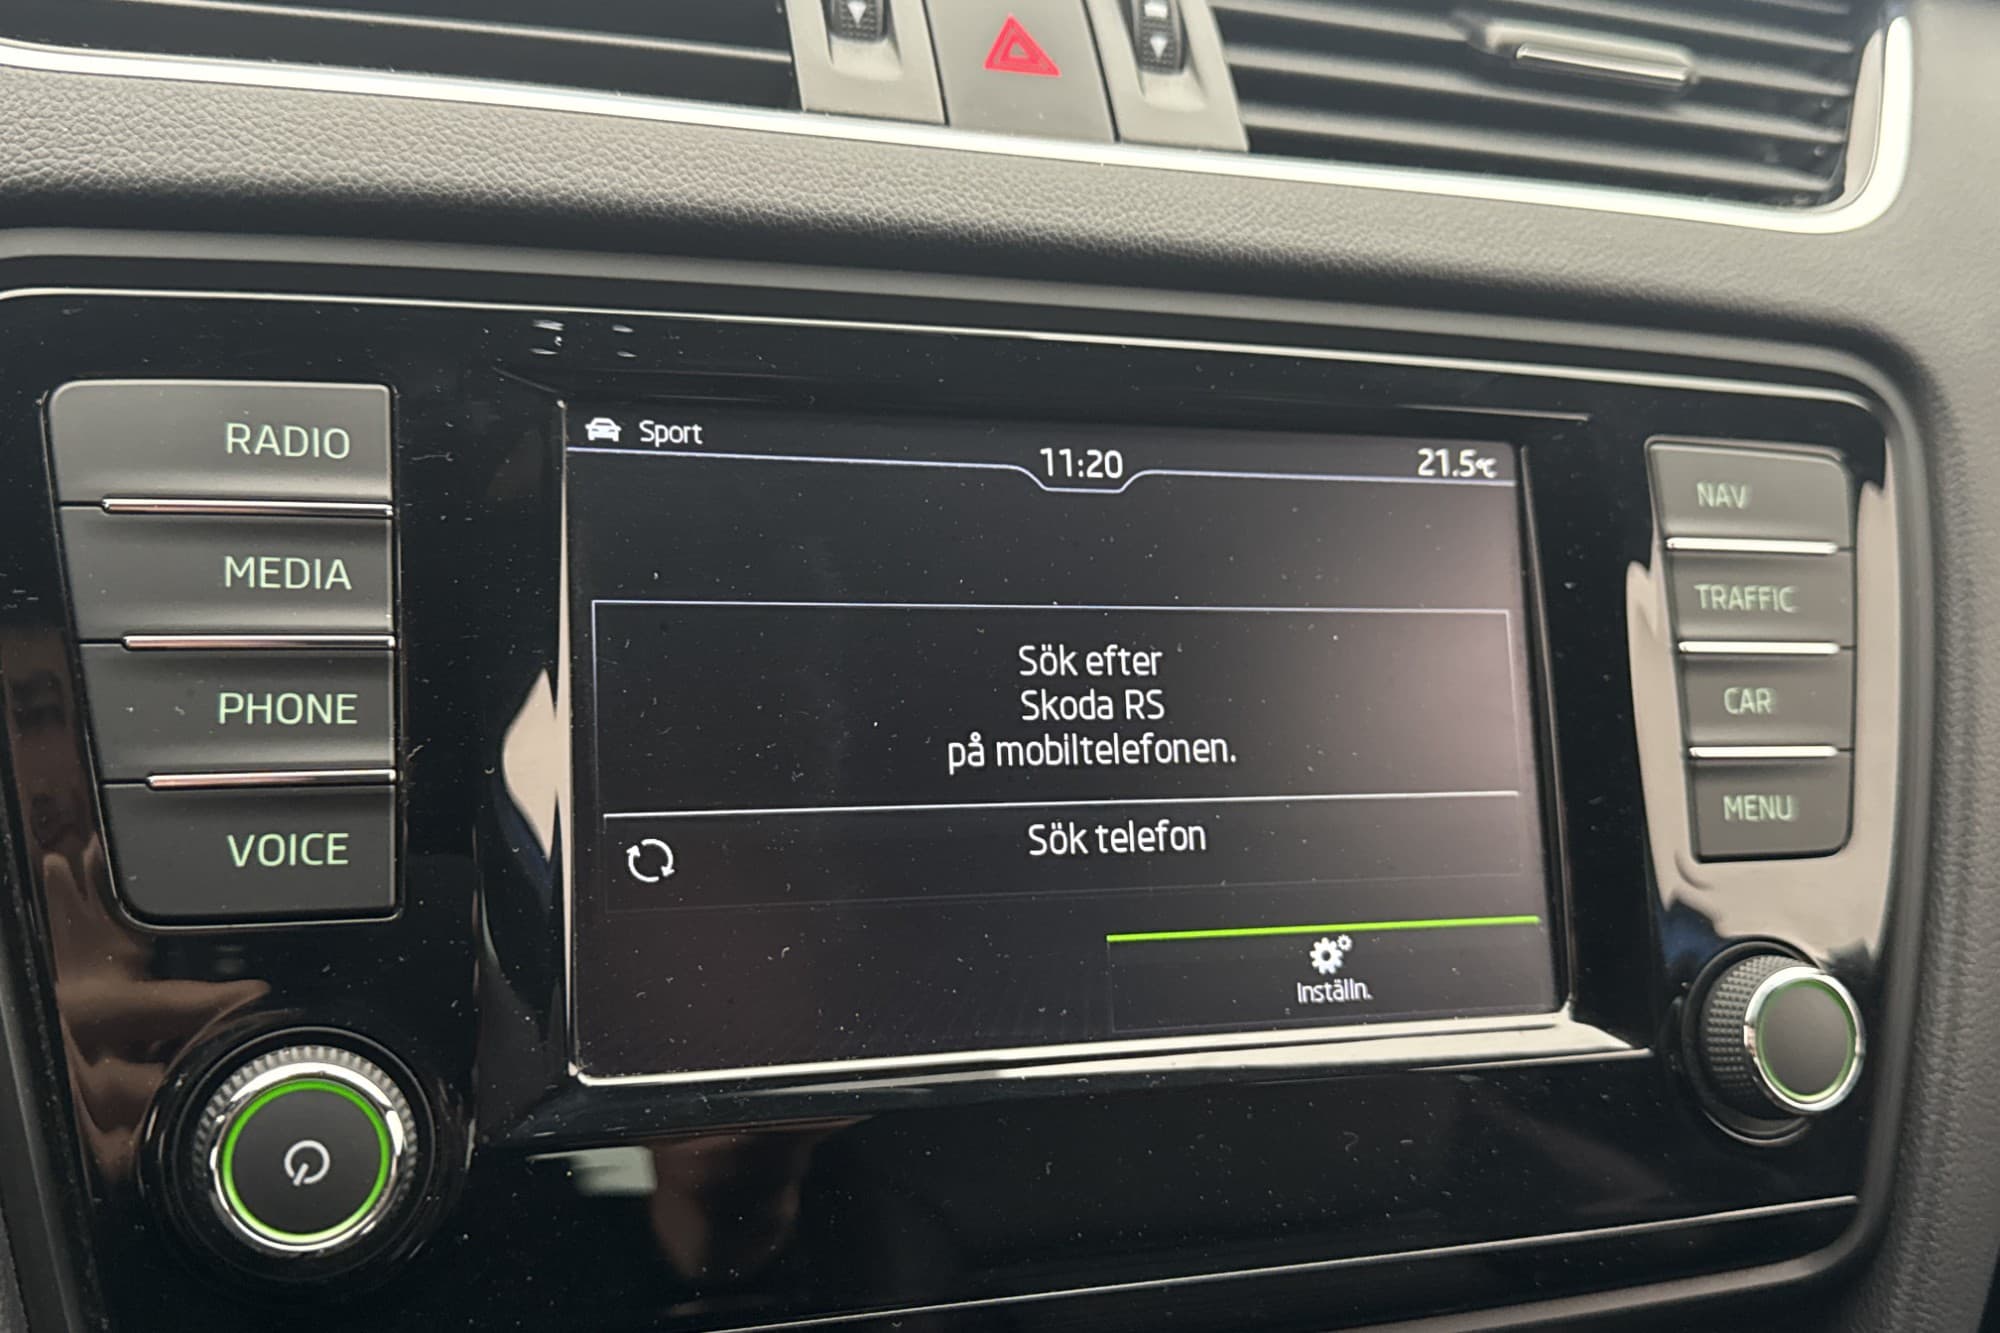 RADIO
MEDIA
PHONE
VOICE
Sport
11:20
21.5°C
Sök efter
Skoda RS
på mobiltelefonen.
Sök telefon
Inställn.
NAV
TRAFFIC
CAR
MENU